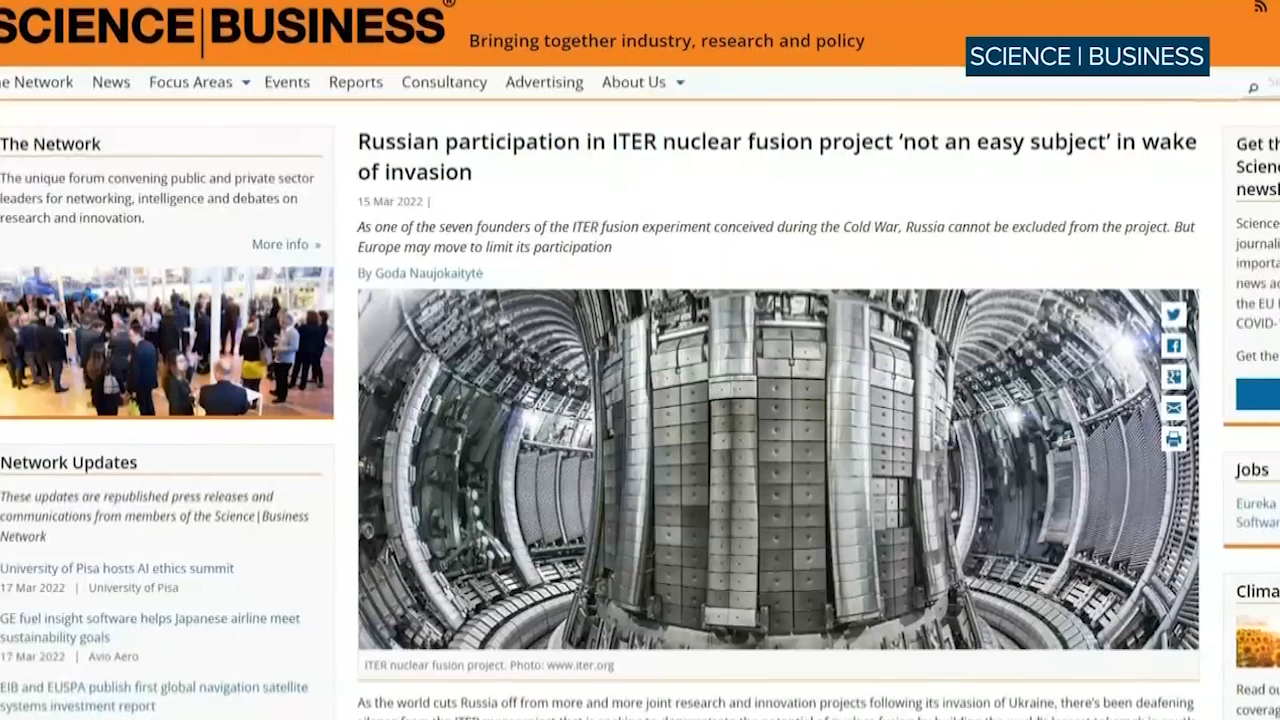 SCIENCE|BUSINESS®
Bringing together industry, research and policy
SCIENCE | BUSINESS
Network
News
Focus Areas
Events
Reports
Consultancy
Advertising
About Us
The Network
The unique forum convening public and private sector
leaders for networking, intelligence and debates on
research and innovation.
More info »
Network Updates
These updates are republished press releases and
communications from members of the Science|Business
Network
University of Pisa hosts AI ethics summit
17 Mar 2022 | University of Pisa
GE fuel insight software helps Japanese airline meet
sustainability goals
17 Mar 2022 | Avio Aero
EIB and EUSPA publish first global navigation satellite
systems investment report
Russian participation in ITER nuclear fusion project ‘not an easy subject’ in wake
of invasion
15 Mar 2022 |
As one of the seven founders of the ITER fusion experiment conceived during the Cold War, Russia cannot be excluded from the project. But
Europe may move to limit its participation
By Goda Naujokaitytė
ITER nuclear fusion project. Photo: www.iter.org
As the world cuts Russia off from more and more joint research and innovation projects following its invasion of Ukraine, there's been deafening
Get
Scien
newsl
Science
journali
importa
news a
the EU
COVID-
Get the
Jobs
Eureka
Softwar
Clima
Read ou
coverag